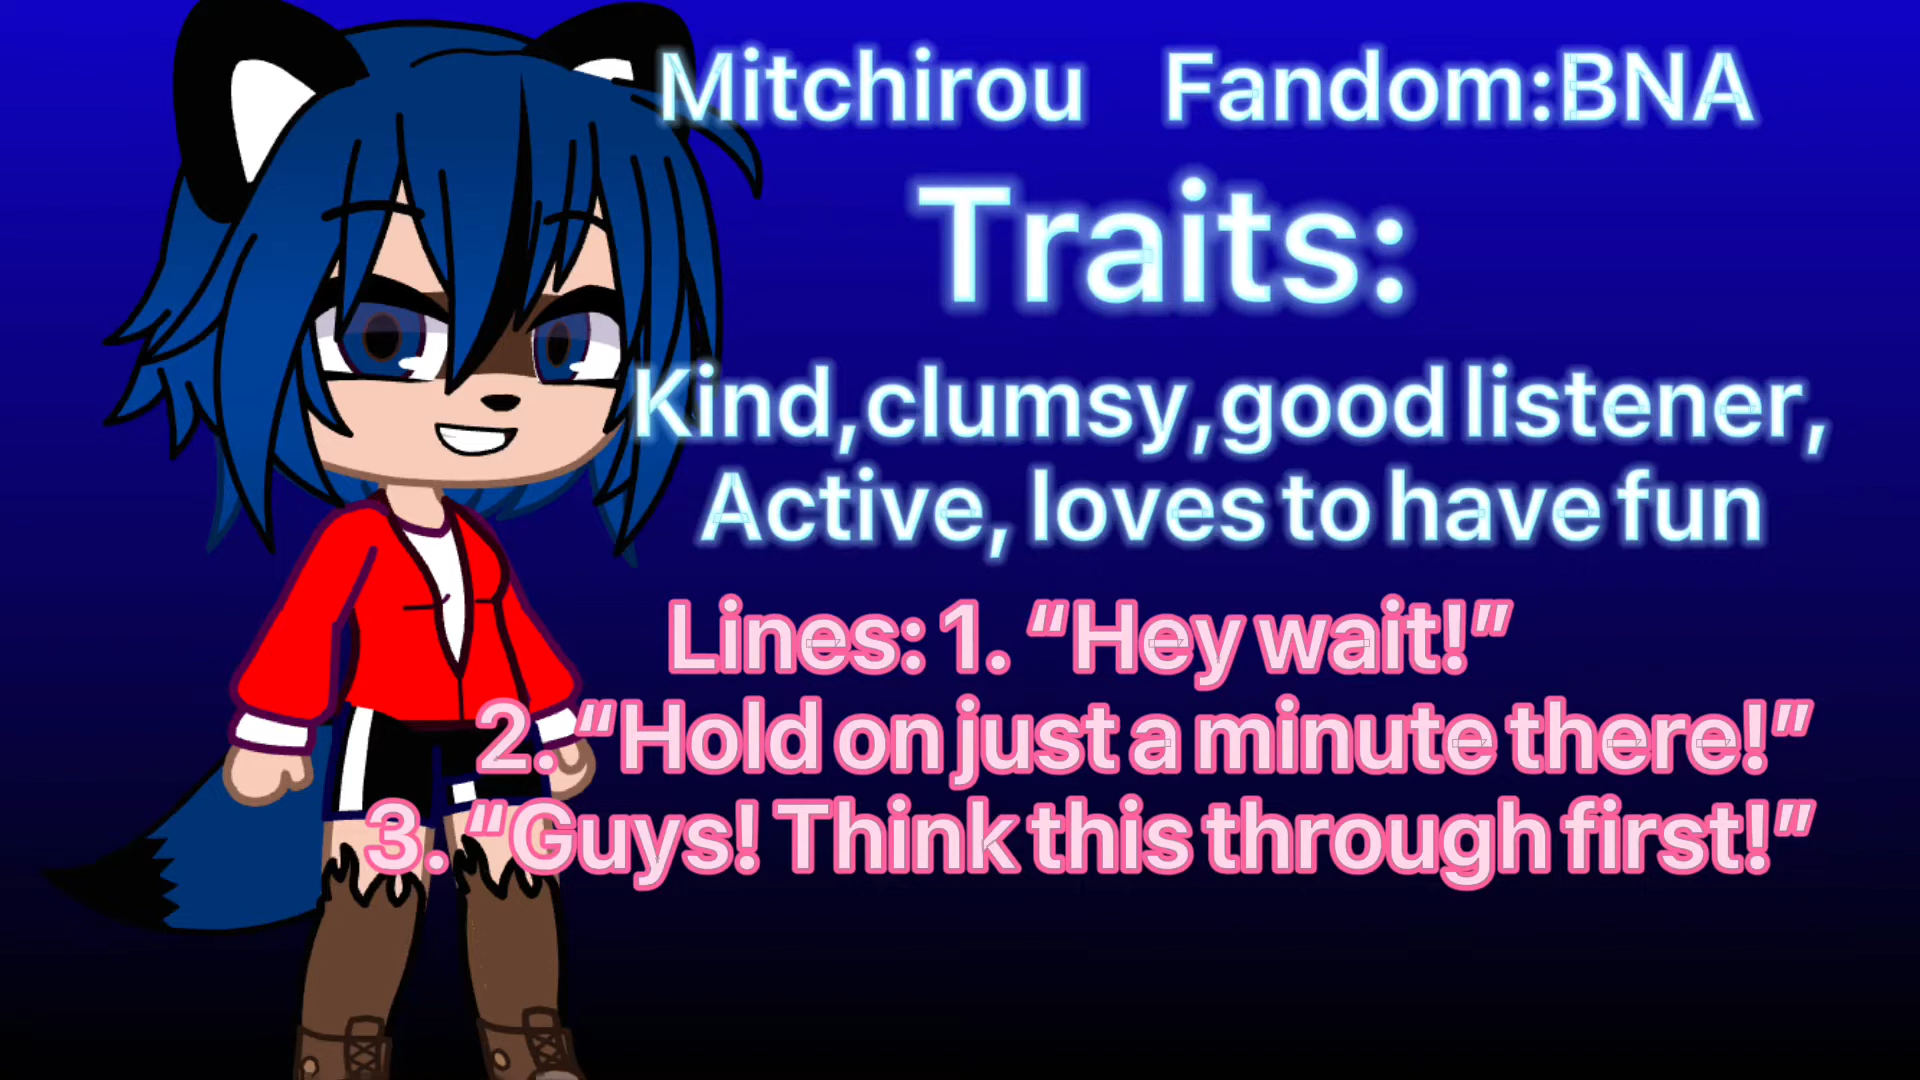 Mitchirou Fandom:BNA
Traits:
Kind,clumsy,good listener,
Active, loves to have fun
Lines: 1. “Hey wait!”
2. “Hold on just a minute there!”
3. “Guys! Think this through first!”